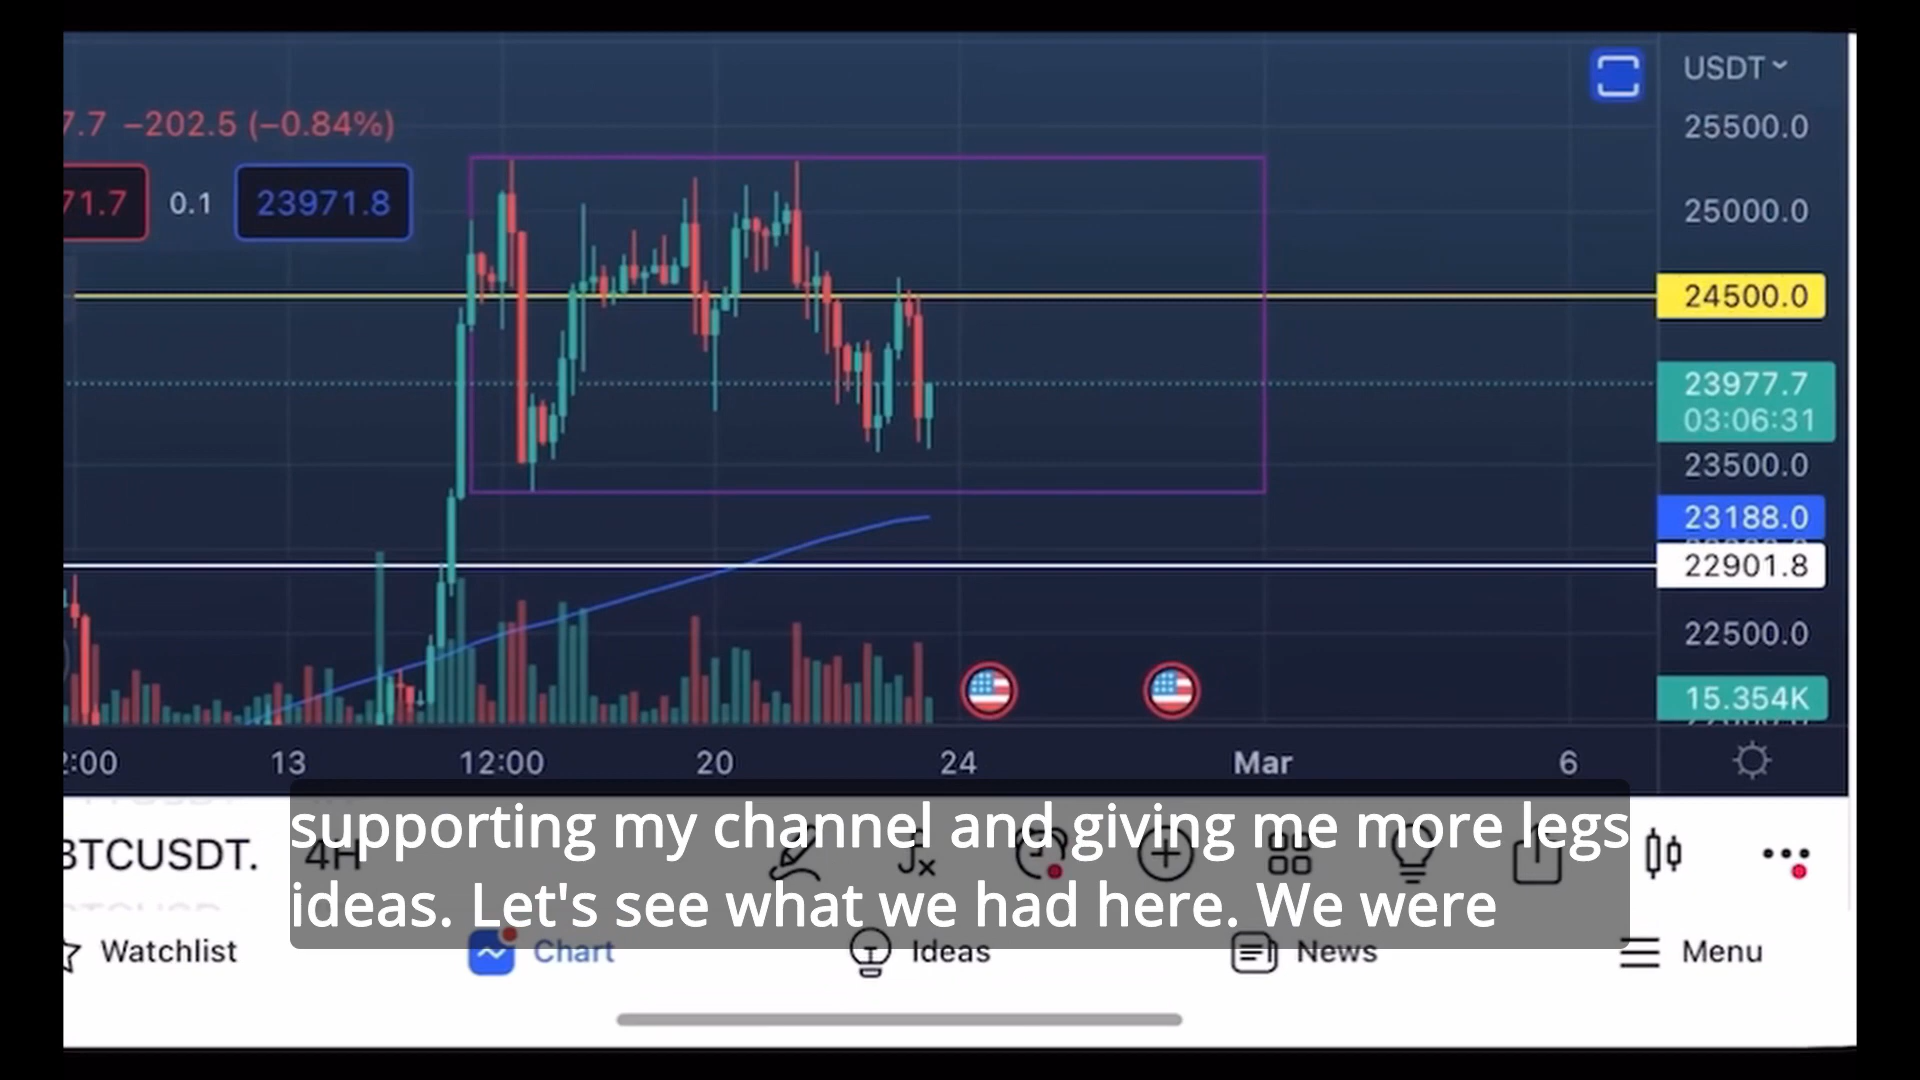 USDT
7.7 −202.5 (−0.84%)
25500.0
71.7 0.1 23971.8
25000.0
24500.0
23977.7
03:06:31
23500.0
23188.0
22901.8
22500.0
15.354K
2:00 13 12:00 20 24 Mar 6
BTCUSDT. 4H
supporting my channel and giving me more legs
ideas. Let's see what we had here. We were
Watchlist Chart Ideas News Menu